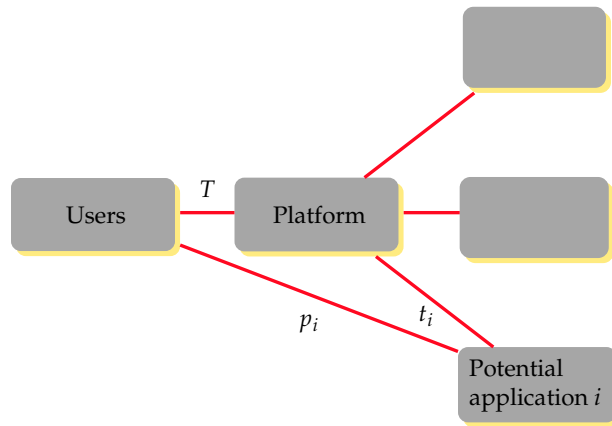 T
Users
Platform
p_i
t_i
Potential
application i